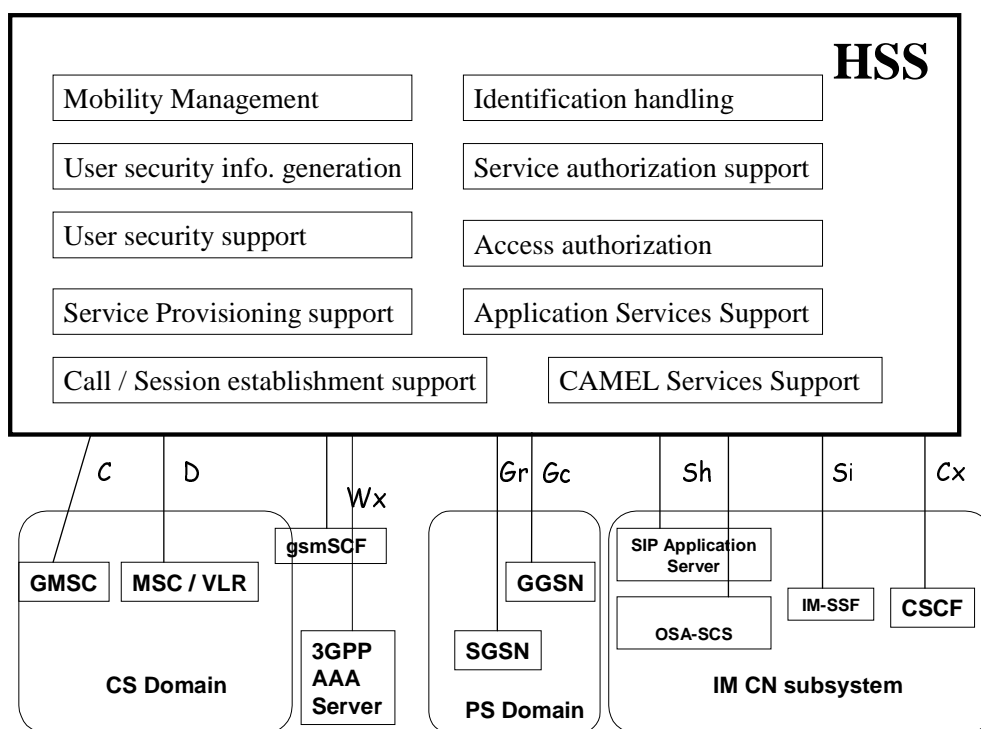 HSS
Mobility Management
Identification handling
User security info. generation
Service authorization support
User security support
Access authorization
Service Provisioning support
Application Services Support
Call / Session establishment support
CAMEL Services Support
C
D
Wx
Gr
Gc
Sh
Si
Cx
gsmSCF
SIP Application
Server
GMSC
MSC / VLR
GGSN
IM-SSF
CSCF
OSA-SCS
3GPP
AAA
Server
SGSN
CS Domain
PS Domain
IM CN subsystem